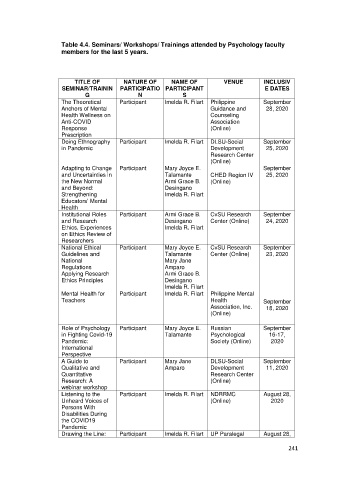 Table 4.4. Seminars/ Workshops/ Trainings attended by Psychology faculty
members for the last 5 years.
TITLE OF SEMINAR/TRAININ G | NATURE OF PARTICIPATIO N | NAME OF PARTICIPANT S | VENUE | INCLUSIV E DATES
The Theoretical Anchors of Mental Health Wellness on Anti-COVID Response Prescription | Participant | Imelda R. Filart | Philippine Guidance and Counseling Association (Online) | September 28, 2020
Doing Ethnography in Pandemic | Participant | Imelda R. Filart | DLSU-Social Development Research Center (Online) | September 25, 2020
Adapting to Change and Uncertainties in the New Normal and Beyond: Strengthening Educators' Mental Health | Participant | Mary Joyce E. Talamante Armi Grace B. Desingano Imelda R. Filart | CHED Region IV (Online) | September 25, 2020
Institutional Roles and Research Ethics, Experiences on Ethics Review of Researchers | Participant | Armi Grace B. Desingano Imelda R. Filart | CvSU Research Center (Online) | September 24, 2020
National Ethical Guidelines and National Regulations Applying Research Ethics Principles | Participant | Mary Joyce E. Talamante Mary Jane Amparo Armi Grace B. Desingano Imelda R. Filart | CvSU Research Center (Online) | September 23, 2020
Mental Health for Teachers | Participant | Imelda R. Filart | Philippine Mental Health Association, Inc. (Online) | September 18, 2020
Role of Psychology in Fighting Covid-19 Pandemic: International Perspective | Participant | Mary Joyce E. Talamante | Russian Psychological Society (Online) | September 16-17, 2020
A Guide to Qualitative and Quantitative Research: A webinar workshop | Participant | Mary Jane Amparo | DLSU-Social Development Research Center (Online) | September 11, 2020
Listening to the Unheard Voices of Persons With Disabilities During the COVID19 Pandemic | Participant | Imelda R. Filart | NDRRMC (Online) | August 28, 2020
Drawing the Line: | Participant | Imelda R. Filart | UP Paralegal | August 28,
241